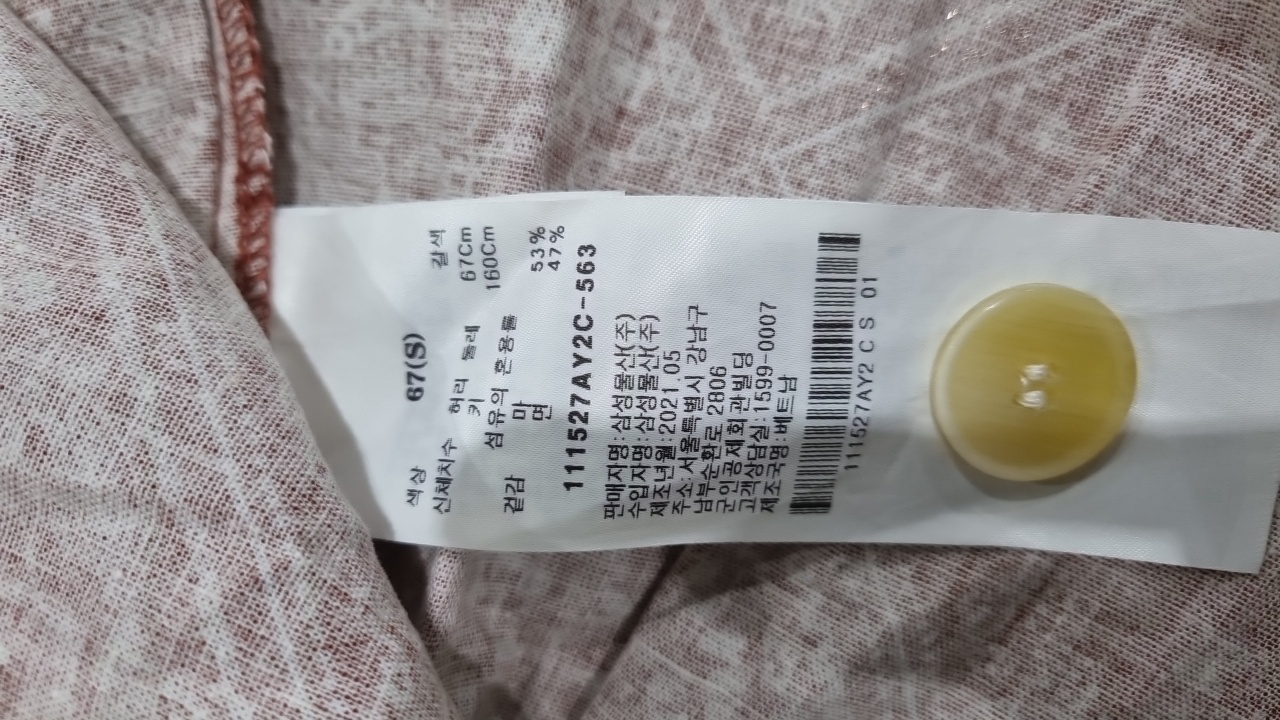 67(S)
색상 갈색
신체치수 허리 둘레 67Cm
키 160Cm
섬유의 혼용률
겉감 마 53%
면 47%
111527AY2C-563
판매자명:삼성물산(주)
수입자명:삼성물산(주)
제조년월:2021.05
주소:서울특별시 강남구
남부순환로 2806
군인공제회관빌딩
고객상담실:1599-0007
제조국명:베트남
111527AY2 C S 01